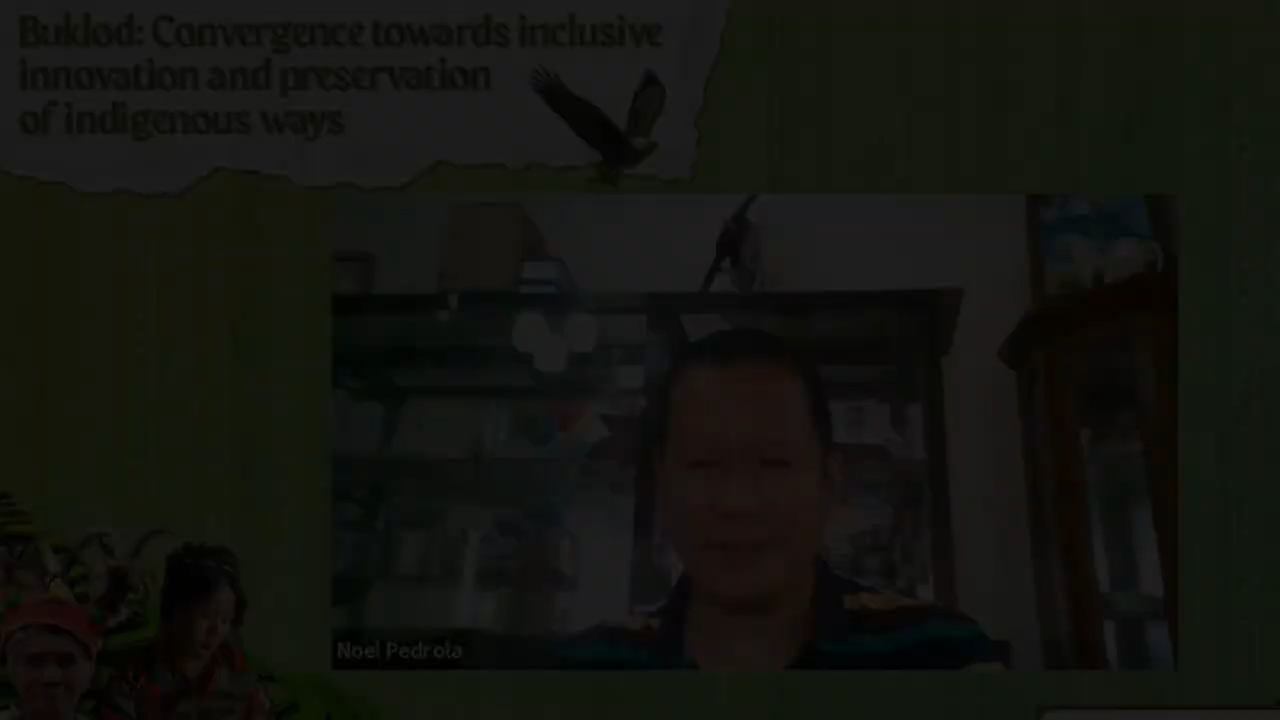 Buklod: Convergence towards inclusive
innovation and preservation
of indigenous ways
Noel Pedrola